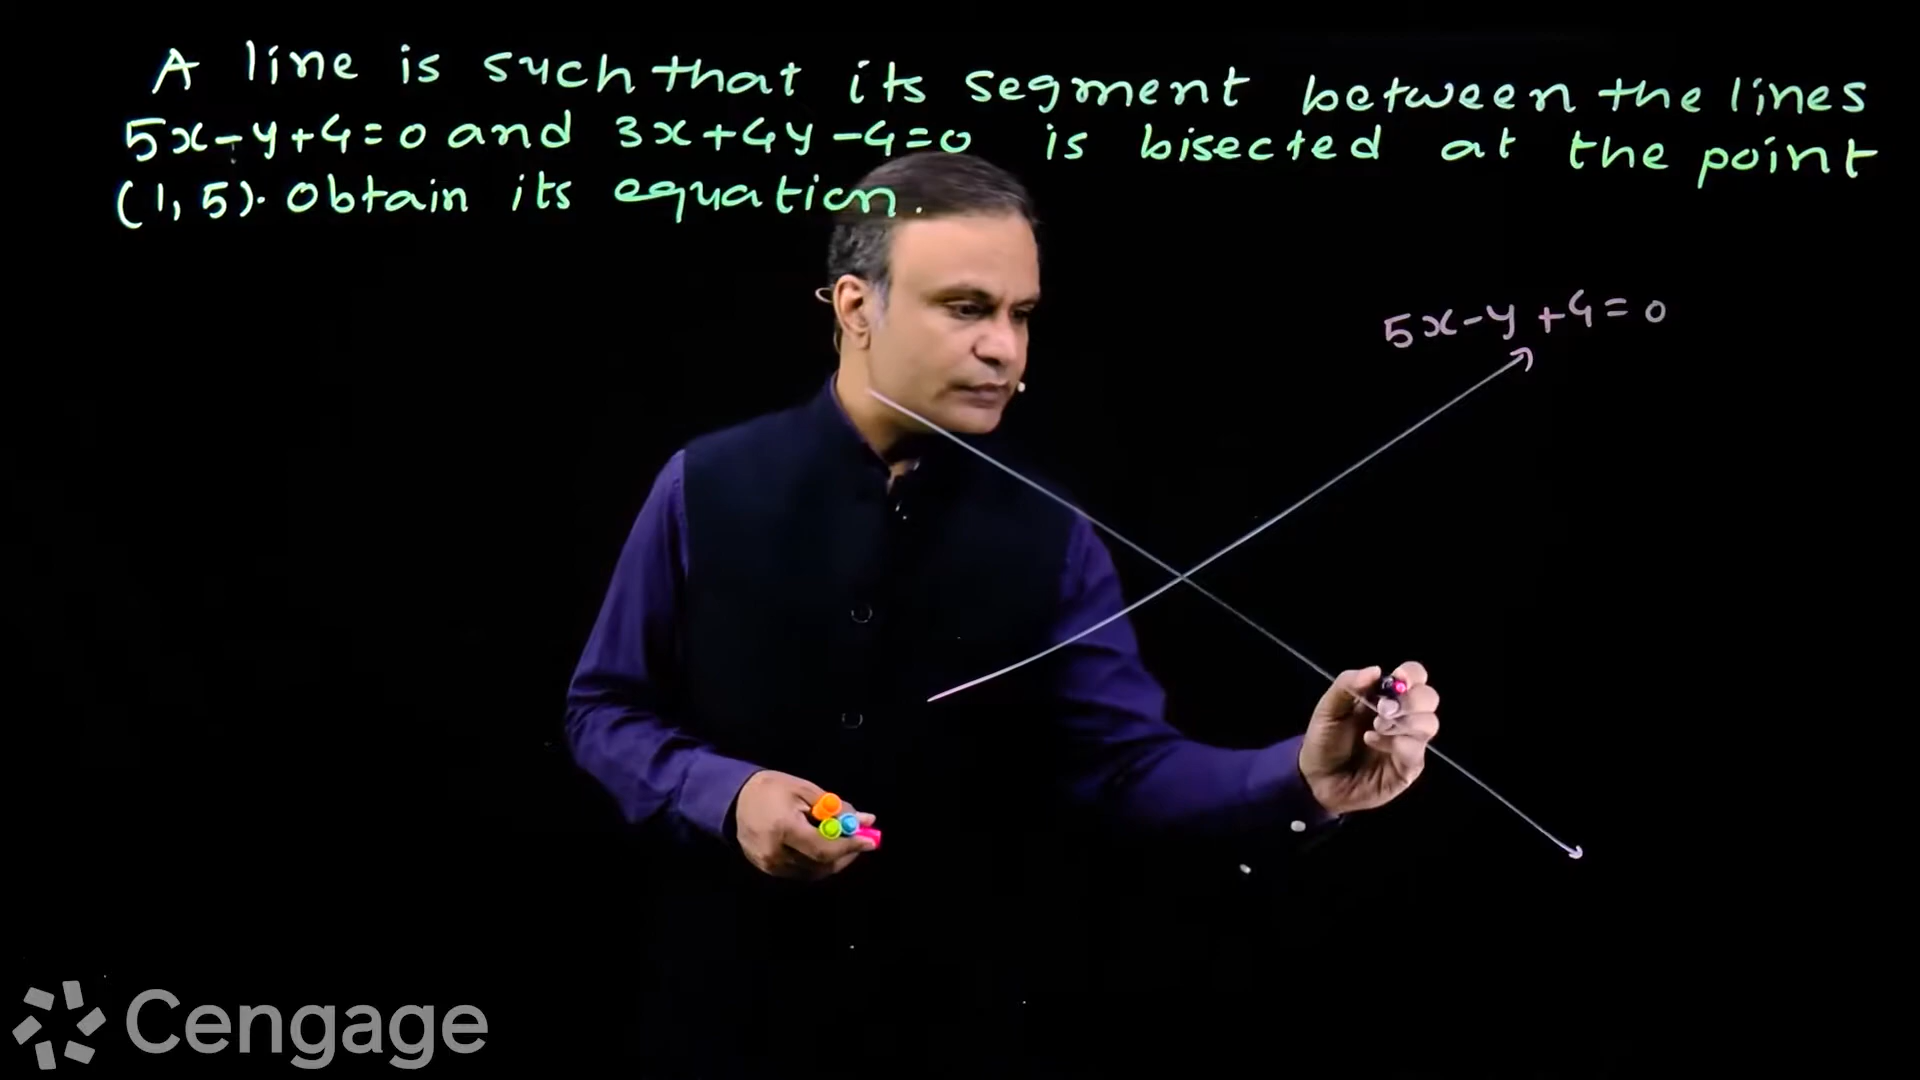 A line is such that its segment between the lines
5x-y+4=0 and 3x+4y-4=0 is bisected at the point
(1,5). Obtain its equation.
5x-y+4=0
Cengage